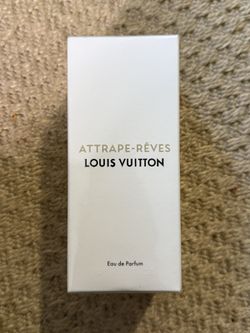 ATTRAPE-RÊVES
LOUIS VUITTON
Eau de Parfum